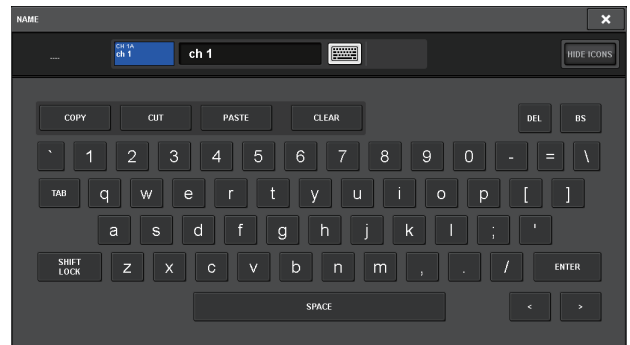 NAME ×
---- CH 1A ch 1 HIDE ICONS
ch 1
COPY CUT PASTE CLEAR DEL BS
` 1 2 3 4 5 6 7 8 9 0 - = \
TAB q w e r t y u i o p [ ]
a s d f g h j k l ; '
SHIFT LOCK z x c v b n m , . / ENTER
SPACE < >